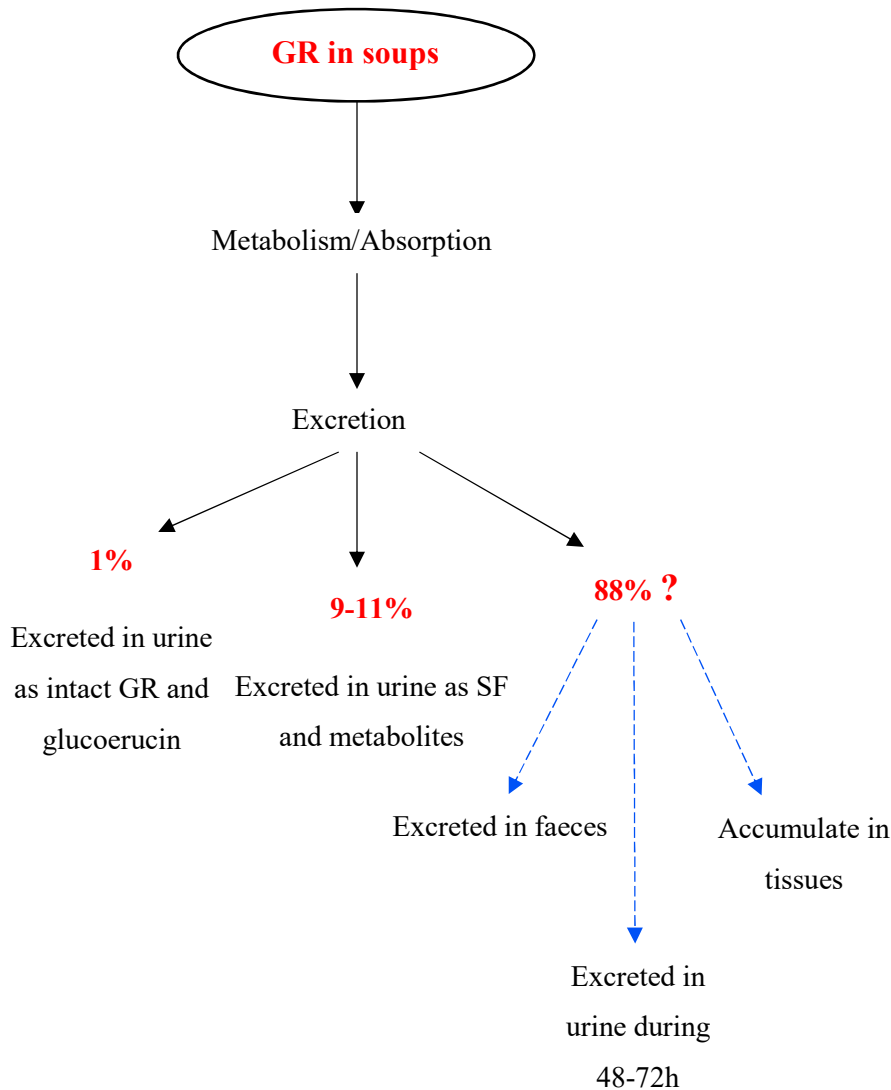 GR in soups
Metabolism/Absorption
Excretion
1%
Excreted in urine
as intact GR and
glucoerucin
9-11%
Excreted in urine as SF
and metabolites
88% ?
Excreted in faeces
Excreted in
urine during
48-72h
Accumulate in
tissues